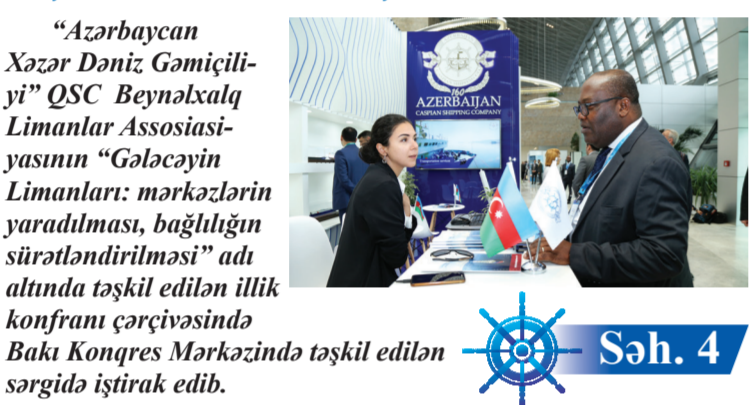 “Azərbaycan
Xəzər Dəniz Gəmiçili-
yi” QSC Beynəlxalq
Limanlar Assosiasi-
yasının “Gələcəyin
Limanları: mərkəzlərin
yaradılması, bağlılığın
sürətləndirilməsi” adı
altında təşkil edilən illik
konfranı çərçivəsində
Bakı Konqres Mərkəzində təşkil edilən
sərgidə iştirak edib.
160
AZERBAIJAN
CASPIAN SHIPPING COMPANY
Səh. 4